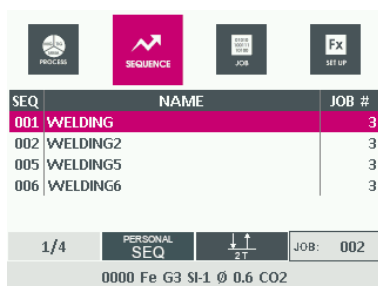 PROCESS SEQUENCE JOB SET UP
Fx
SEQ NAME JOB #
001 WELDING 3
002 WELDING2 3
005 WELDING5 3
006 WELDING6 3
1/4 PERSONAL SEQ 2T JOB: 002
0000 Fe G3 SI-1 Ø 0.6 CO2